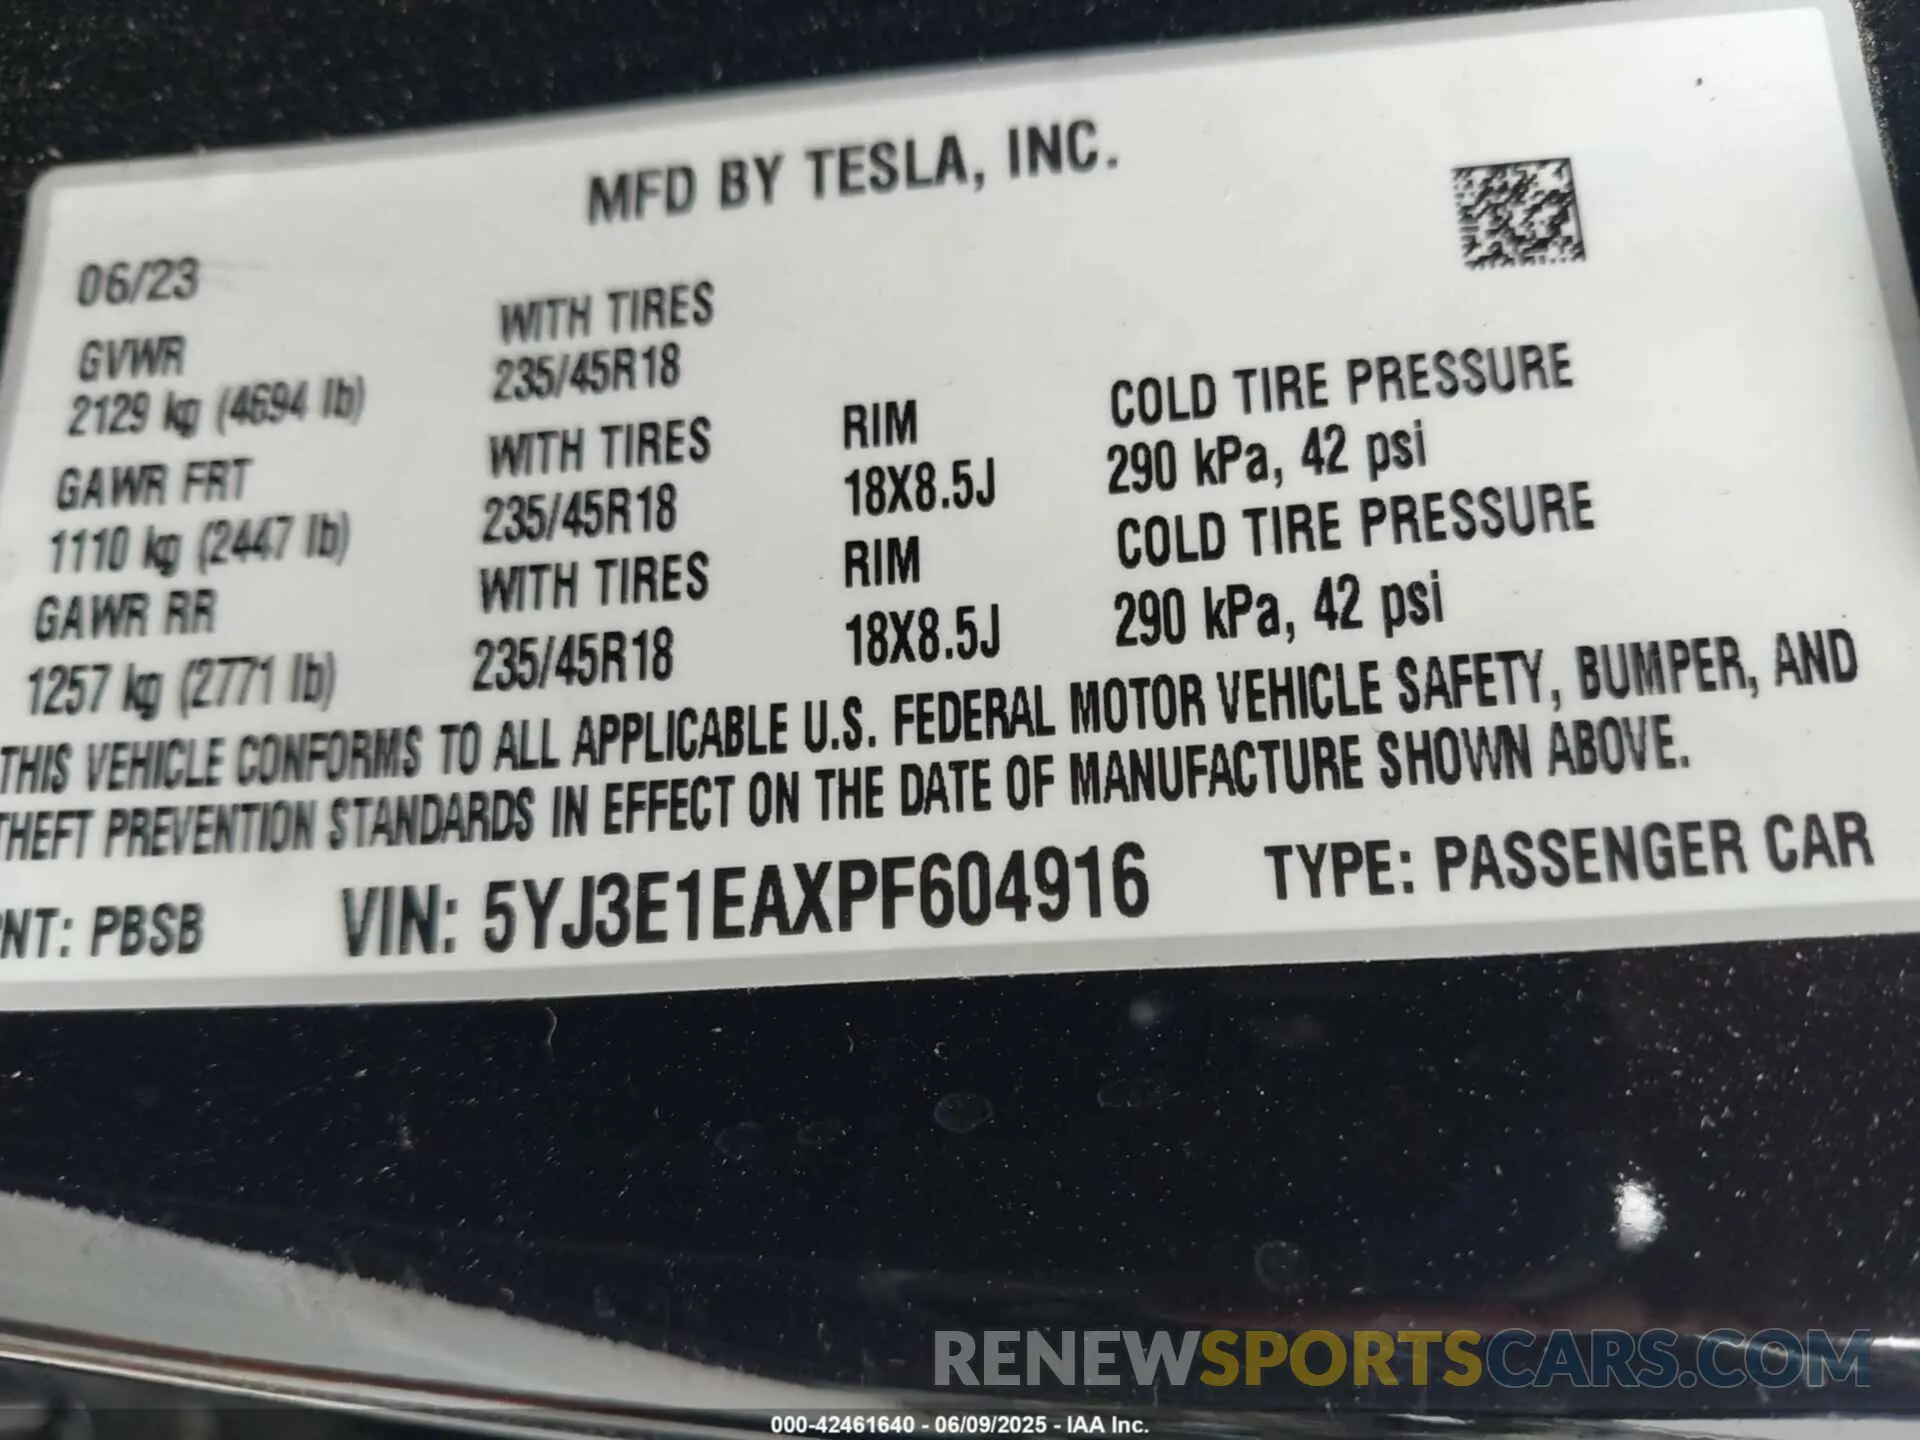 MFD BY TESLA, INC.
06/23
GVWR
2129 kg (4694 lb)
WITH TIRES
235/45R18
GAWR FRT
1110 kg (2447 lb)
WITH TIRES
235/45R18
RIM
18X8.5J
COLD TIRE PRESSURE
290 kPa, 42 psi
GAWR RR
1257 kg (2771 lb)
WITH TIRES
235/45R18
RIM
18X8.5J
COLD TIRE PRESSURE
290 kPa, 42 psi
THIS VEHICLE CONFORMS TO ALL APPLICABLE U.S. FEDERAL MOTOR VEHICLE SAFETY, BUMPER, AND
THEFT PREVENTION STANDARDS IN EFFECT ON THE DATE OF MANUFACTURE SHOWN ABOVE.
PNT: PBSB VIN: 5YJ3E1EAXPF604916 TYPE: PASSENGER CAR
RENEWSPORTSCARS.COM
000-42461640 - 06/09/2025 - IAA Inc.